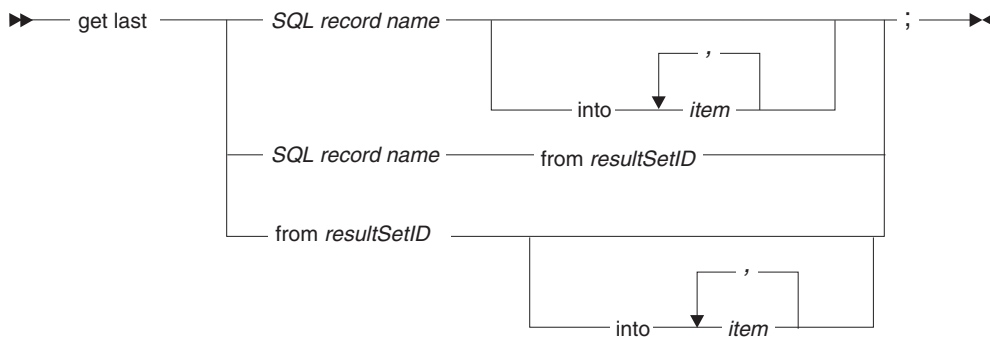 get last SQL record name ;
,
into item
SQL record name from resultSetID
from resultSetID
,
into item